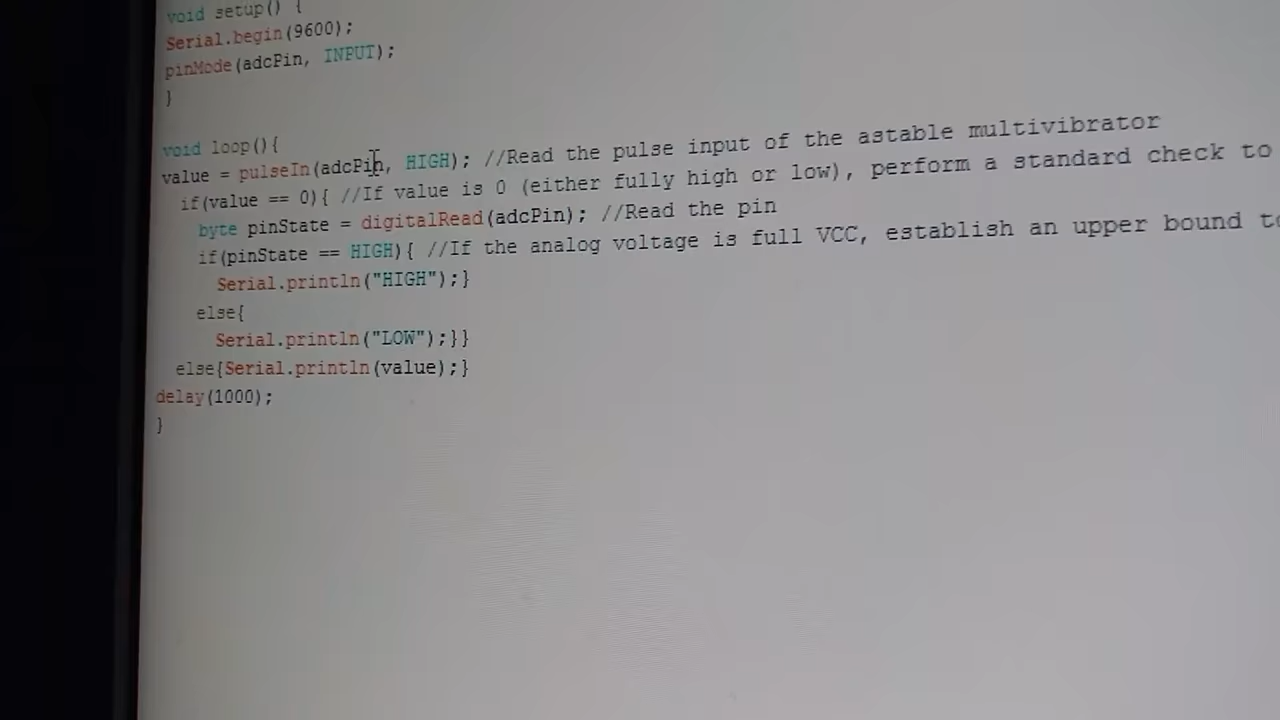 void setup() {
Serial.begin(9600);
pinMode(adcPin, INPUT);
}
void loop(){
value = pulseIn(adcPin, HIGH); //Read the pulse input of the astable multivibrator
if(value == 0){ //If value is 0 (either fully high or low), perform a standard check to
byte pinState = digitalRead(adcPin); //Read the pin
if(pinState == HIGH){ //If the analog voltage is full VCC, establish an upper bound to
Serial.println("HIGH");}
else{
Serial.println("LOW");}}
else{Serial.println(value);}
delay(1000);
}